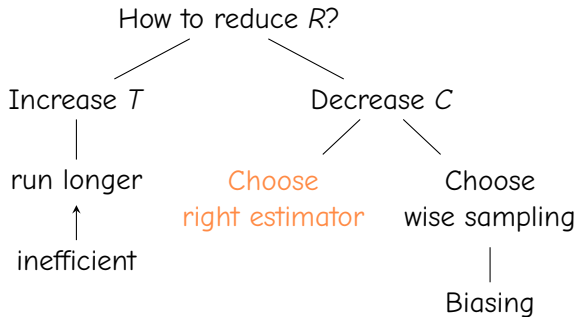 How to reduce R?
Increase T
Decrease C
run longer
Choose
right estimator
Choose
wise sampling
inefficient
Biasing